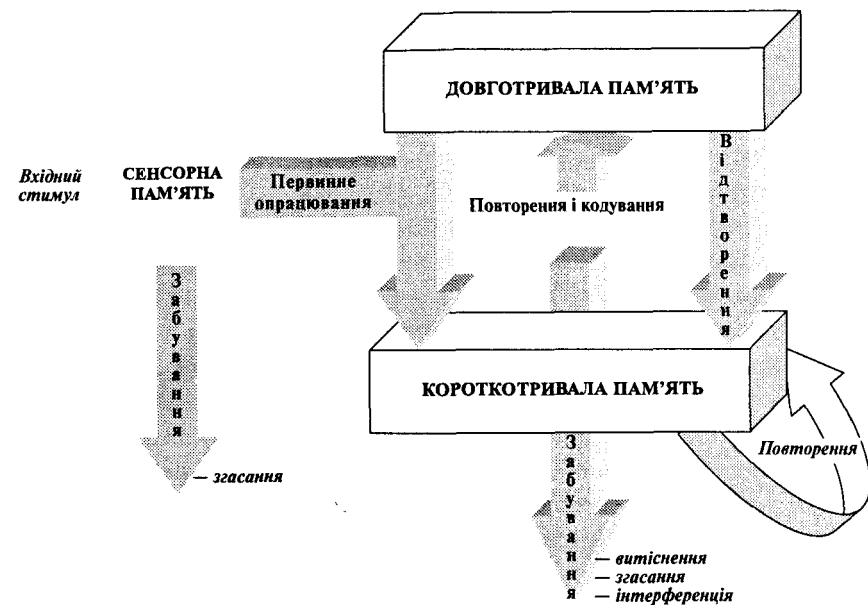 ДОВГОТРИВАЛА ПАМ’ЯТЬ
Вхідний
стимул
СЕНСОРНА
ПАМ’ЯТЬ
Первинне
опрацювання
Повторення і кодування
Відтворення
Забування
КОРОТКОТРИВАЛА ПАМ’ЯТЬ
Повторення
— згасання
Забування
— витіснення
— згасання
— інтерференція